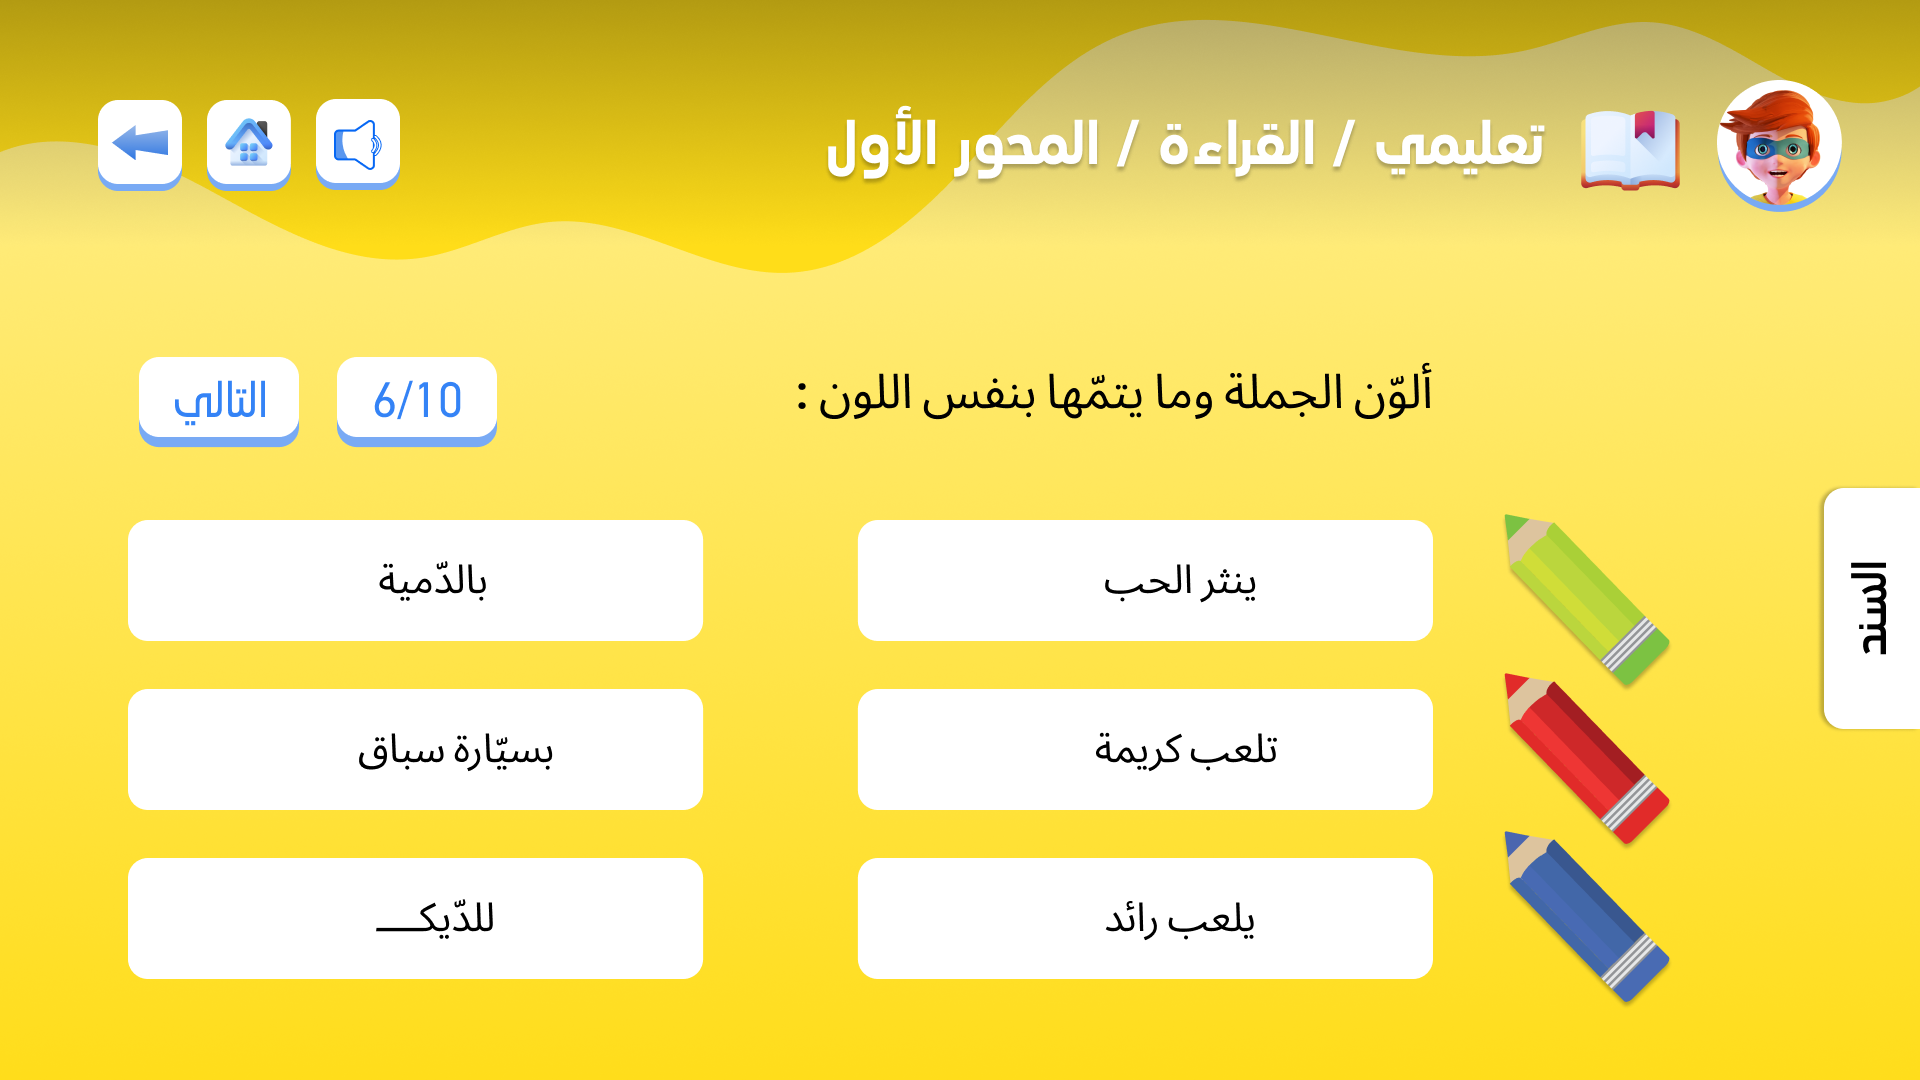 تعليمي / القراءة / المحور الأول
ألوّن الجملة وما يتمّها بنفس اللون :
6/10
التالي
ينثر الحب
بالدّمية
تلعب كريمة
بسيّارة سباق
يلعب رائد
للدّيكـــ
السند